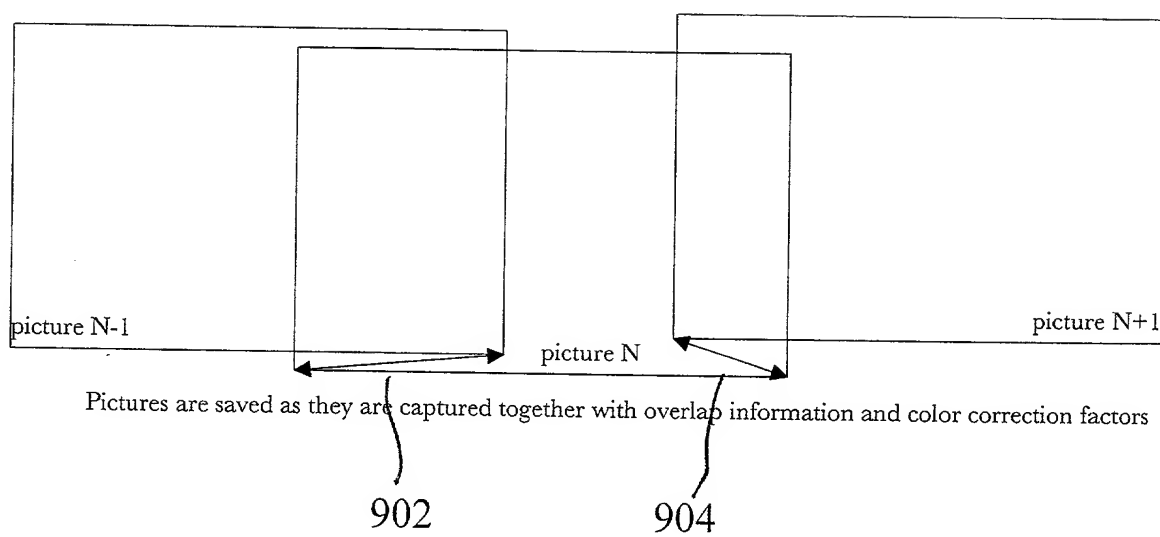 picture N-1
picture N
picture N+1
Pictures are saved as they are captured together with overlap information and color correction factors
902
904